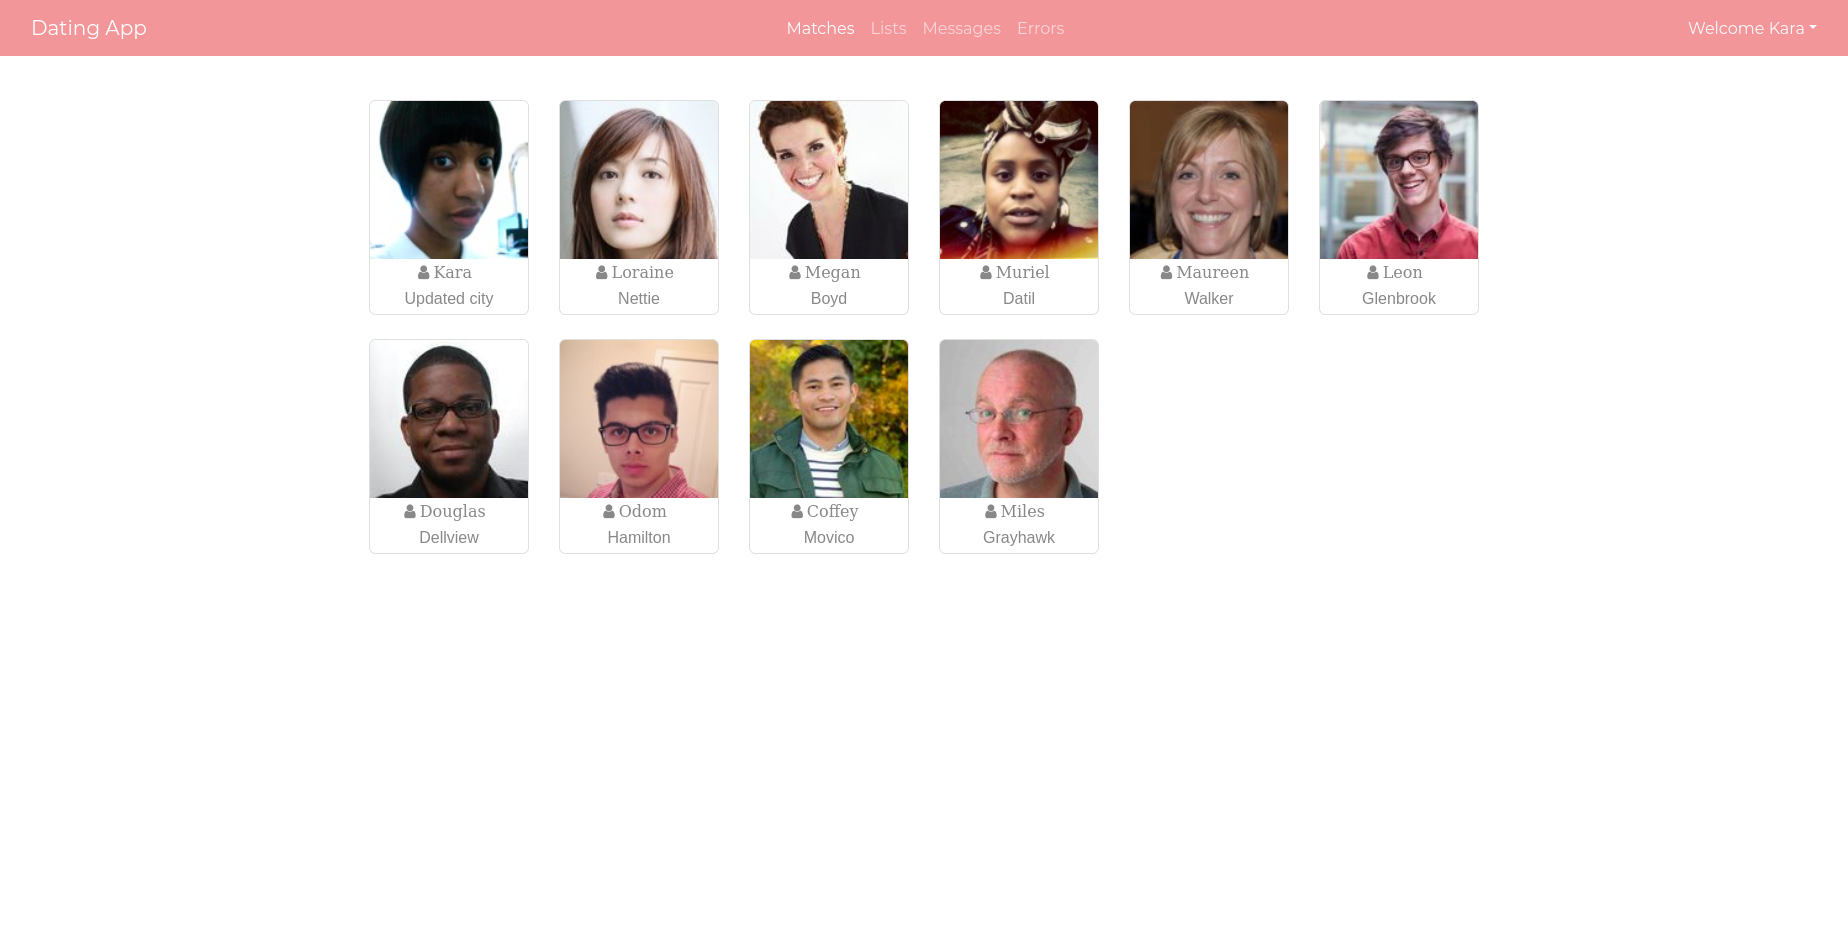 Dating App
Matches Lists Messages Errors
Welcome Kara
Kara
Updated city
Loraine
Nettie
Megan
Boyd
Muriel
Datil
Maureen
Walker
Leon
Glenbrook
Douglas
Dellview
Odom
Hamilton
Coffey
Movico
Miles
Grayhawk